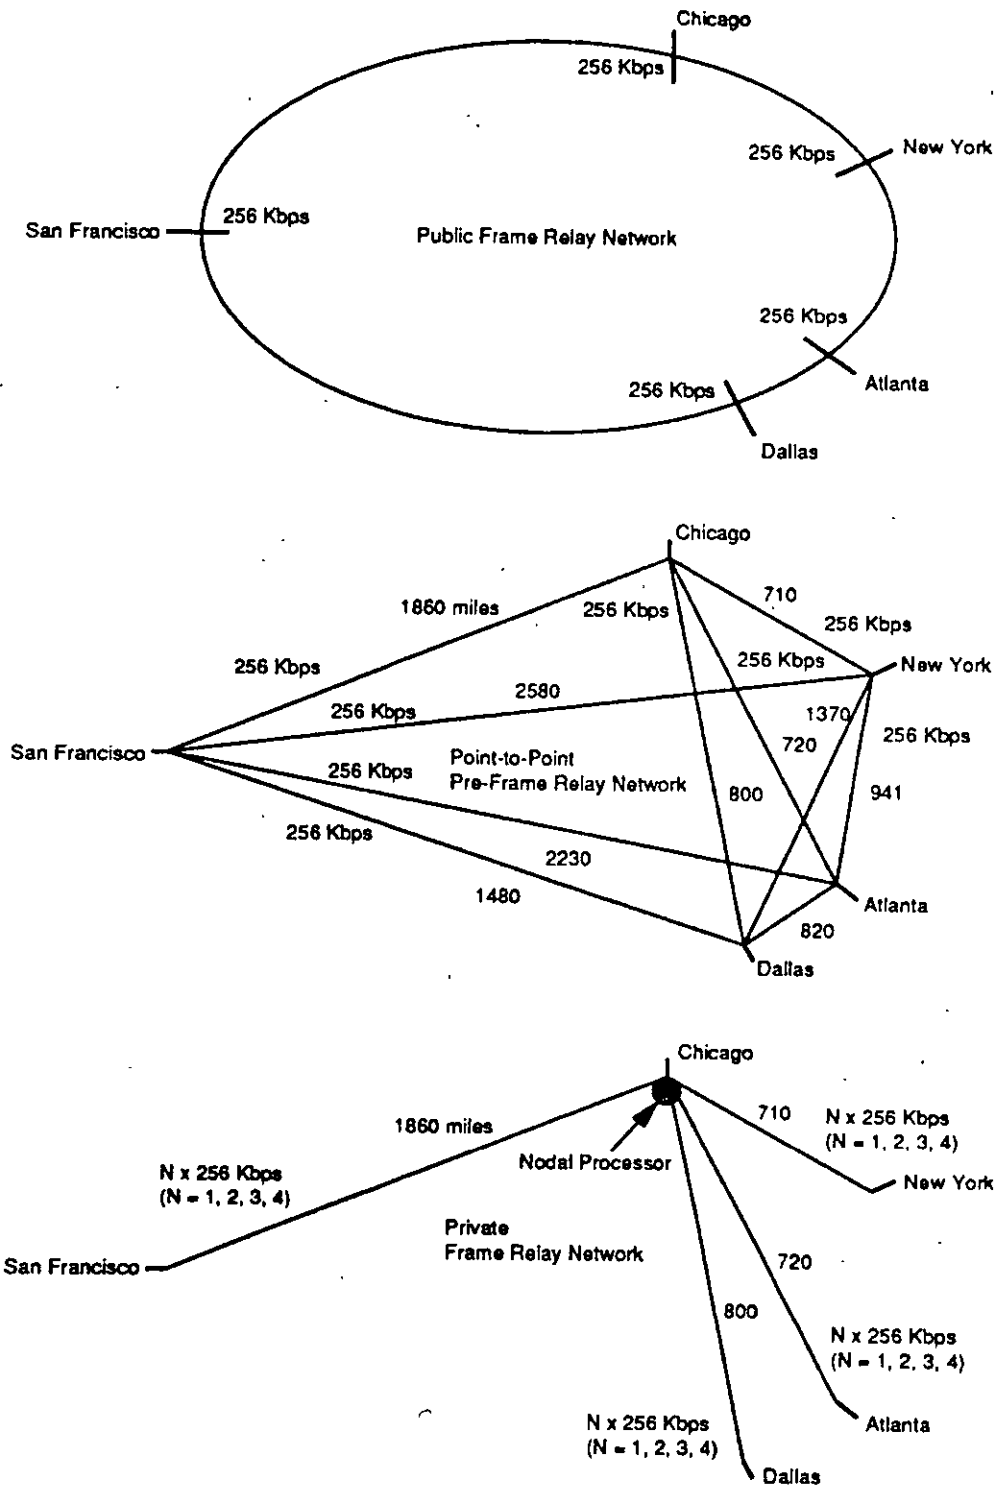 Chicago
256 Kbps
256 Kbps
New York
San Francisco
256 Kbps
Public Frame Relay Network
256 Kbps
Atlanta
256 Kbps
Dallas
Chicago
1860 miles
256 Kbps
710
256 Kbps
256 Kbps
256 Kbps
New York
2580
256 Kbps
1370
256 Kbps
San Francisco
Point-to-Point
Pre-Frame Relay Network
720
256 Kbps
800
941
256 Kbps
2230
1480
Atlanta
820
Dallas
Chicago
1860 miles
710
N x 256 Kbps
(N = 1, 2, 3, 4)
Nodal Processor
N x 256 Kbps
(N = 1, 2, 3, 4)
New York
Private
Frame Relay Network
San Francisco
720
800
N x 256 Kbps
(N = 1, 2, 3, 4)
N x 256 Kbps
(N = 1, 2, 3, 4)
Atlanta
Dallas